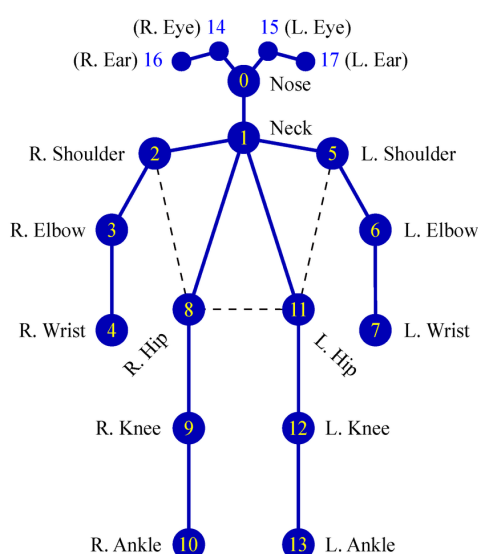 (R. Eye) 14 15 (L. Eye)
(R. Ear) 16 17 (L. Ear)
0 Nose
1 Neck
R. Shoulder 2 5 L. Shoulder
R. Elbow 3 6 L. Elbow
R. Wrist 4 7 L. Wrist
8 11
R. Hip L. Hip
R. Knee 9 12 L. Knee
R. Ankle 10 13 L. Ankle